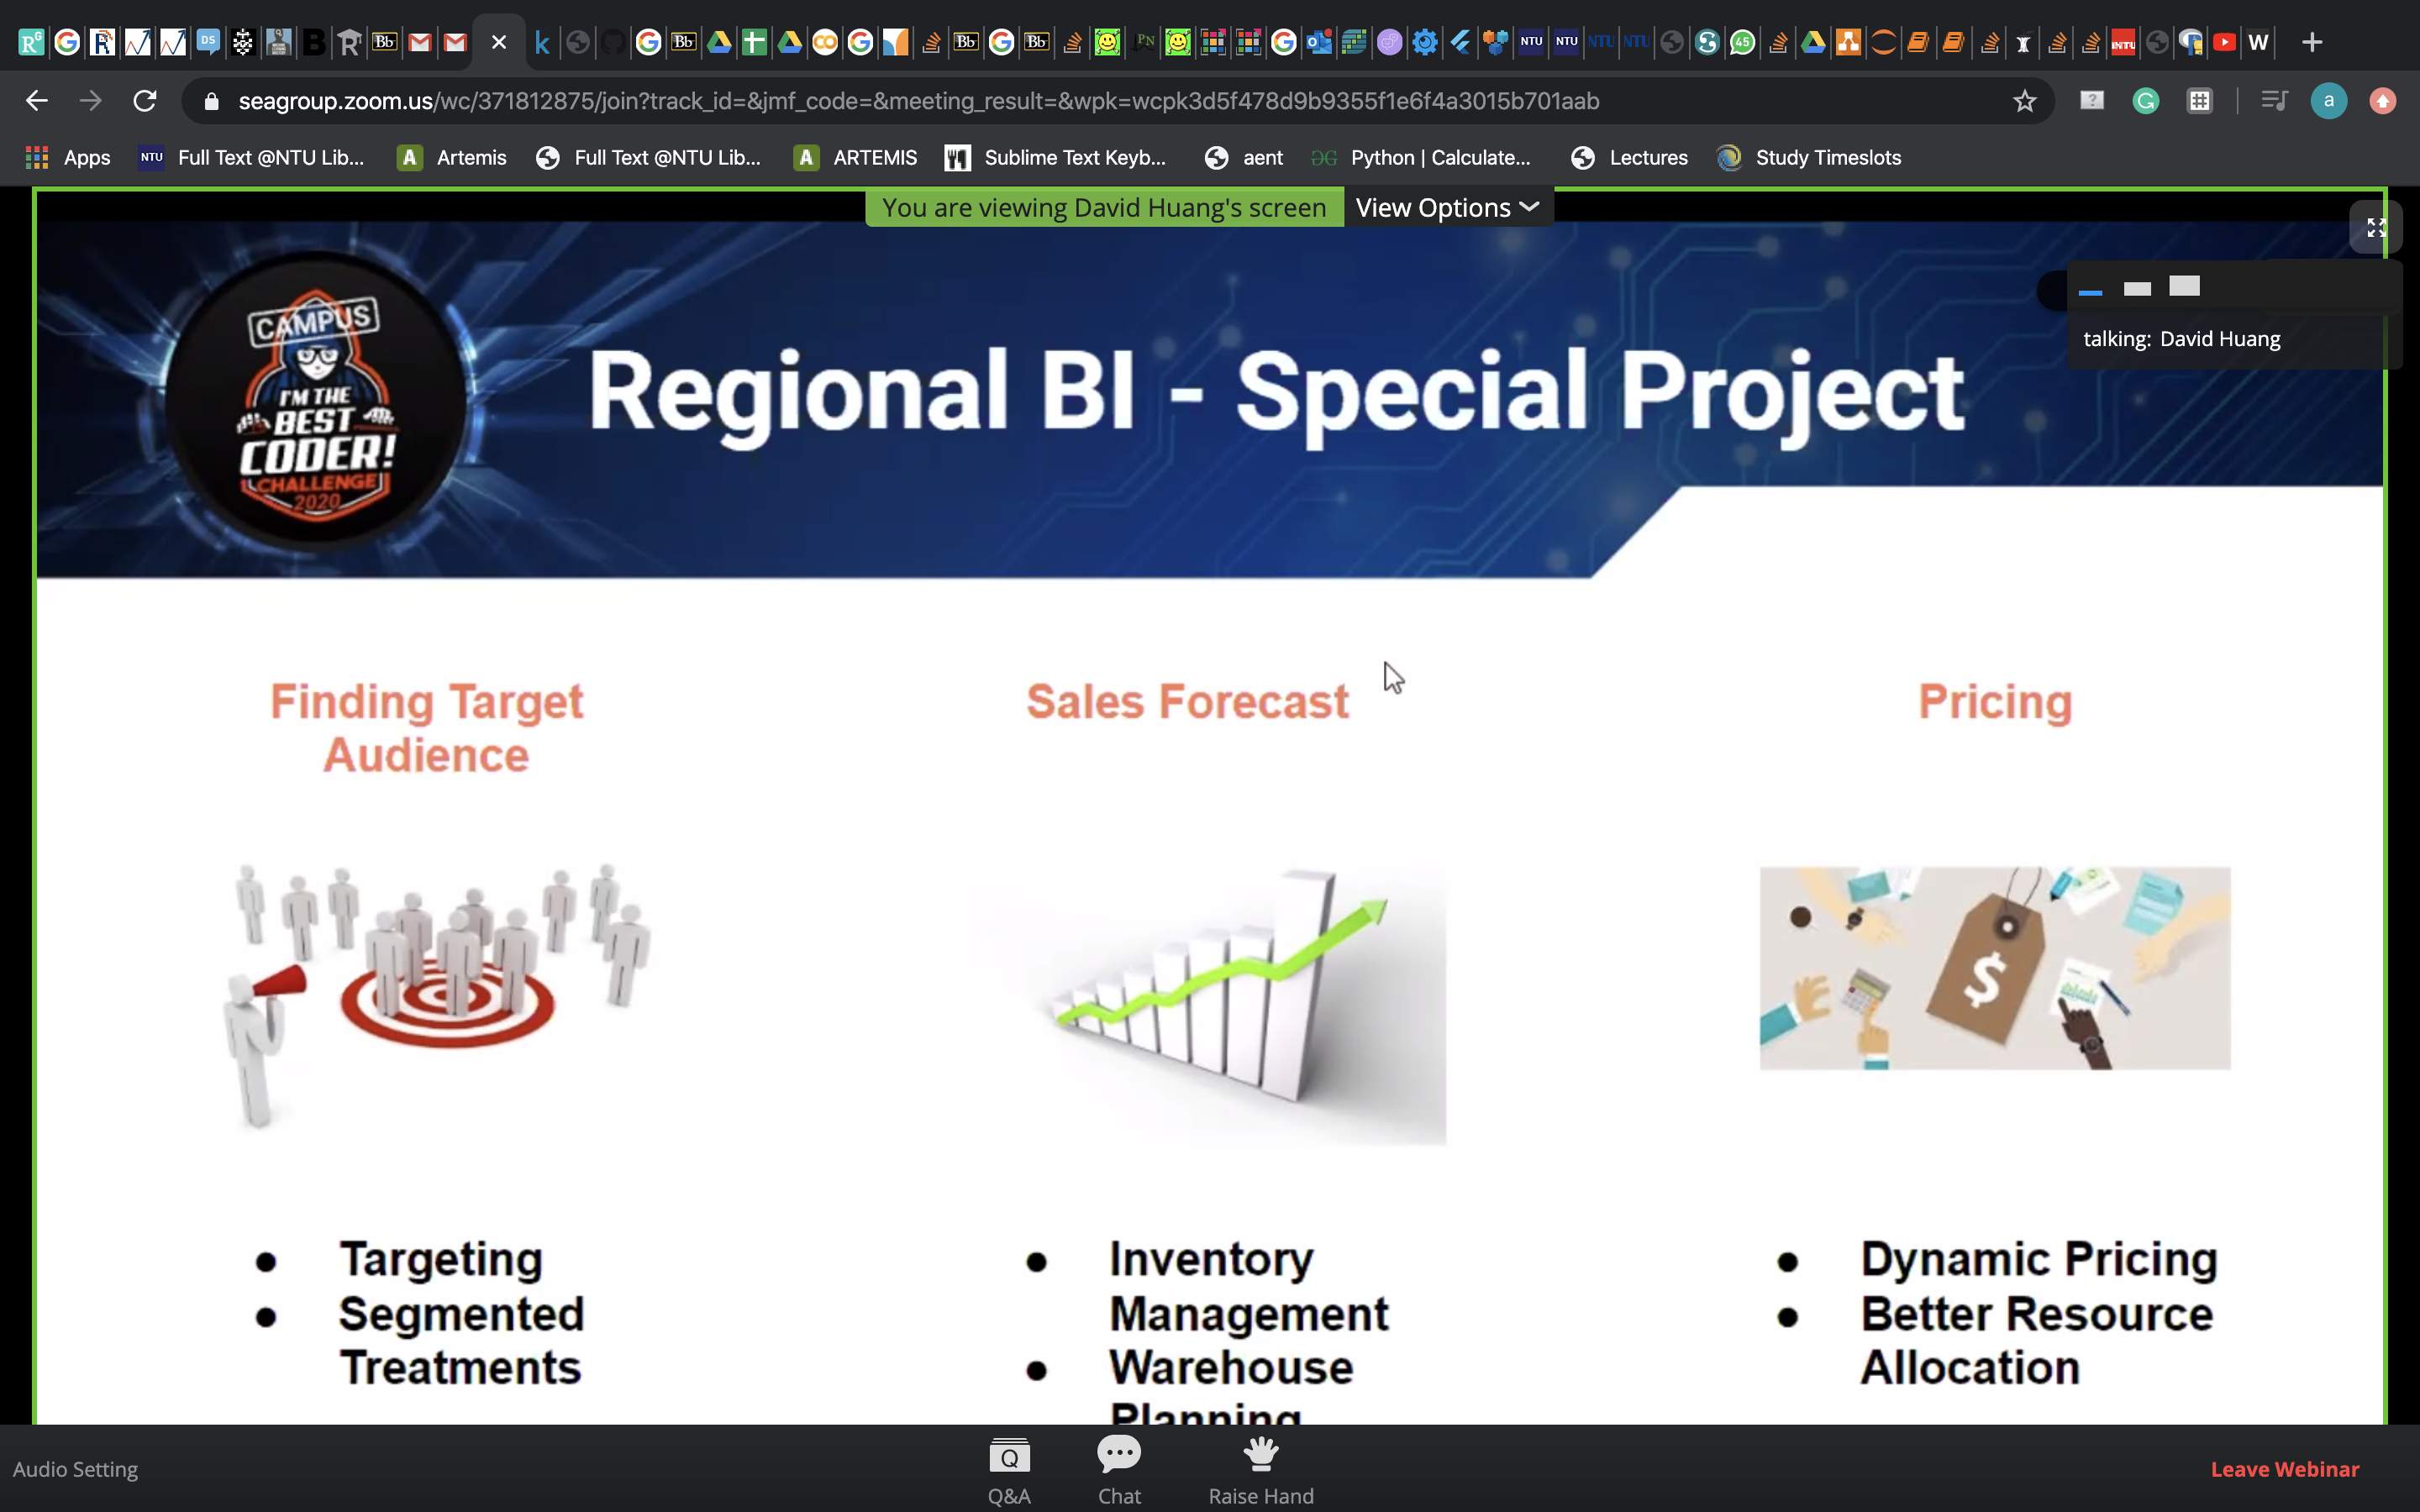 seagroup.zoom.us/wc/371812875/join?track_id=&jmf_code=&meeting_result=&wpk=wcpk3d5f478d9b9355f1e6f4a3015b701aab
Apps
NTU
Full Text @NTU Lib...
A
Artemis
Full Text @NTU Lib...
A
ARTEMIS
Sublime Text Keyb...
aent
Python | Calculate...
Lectures
Study Timeslots
You are viewing David Huang's screen
View Options
talking: David Huang
CAMPUS
I'M THE
BEST
CODER!
CHALLENGE
2020
Regional BI - Special Project
Finding Target
Audience
Sales Forecast
Pricing
$
Targeting
Segmented
Treatments
Inventory
Management
Warehouse
Planning
Dynamic Pricing
Better Resource
Allocation
Audio Setting
Q&A
Chat
Raise Hand
Leave Webinar